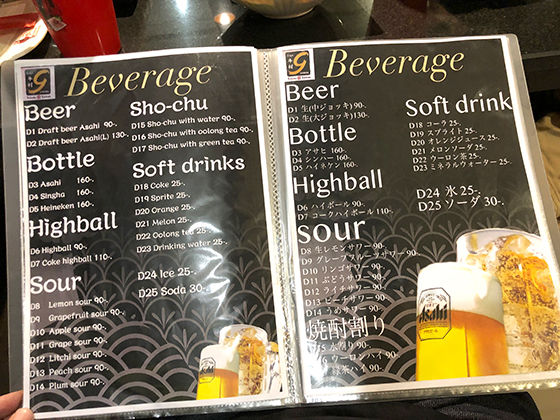 Beverage
Beer
D1 Draft beer Asahi 90-.
D2 Draft beer Asahi(L) 130-.
Bottle
D3 Asahi 160-.
D4 Singha 160-.
D5 Heineken 160-.
Highball
D6 Highball 90-.
D7 Coke highball 110-.
Sour
D8 Lemon sour 90-.
D9 Grapefruit sour 90-.
D10 Apple sour 90-.
D11 Grape sour 90-.
D12 Litchi sour 90-.
D13 Peach sour 90-.
D14 Plum sour 90-.
Sho-chu
D15 Sho-chu with water 90-.
D16 Sho-chu with oolong tea 90-.
D17 Sho-chu with green tea 90-.
Soft drinks
D18 Coke 25-.
D19 Sprite 25-.
D20 Orange 25-.
D21 Melon 25-.
D22 Oolong tea 25-.
D23 Drinking water 25-.
D24 Ice 25-.
D25 Soda 30-.
Beverage
Beer
D1 生(中ジョッキ) 90-.
D2 生(大ジョッキ)130-.
Bottle
D3 アサヒ 160-.
D4 シンハー 160-.
D5 ハイネケン 160-.
Highball
D6 ハイボール 90-.
D7 コークハイボール 110-.
sour
D8 生レモンサワー 90-.
D9 グレープフルーツサワー 90-.
D10 リンゴサワー 90-.
D11 ぶどうサワー 90-.
D12 ライチサワー 90-.
D13 ピーチサワー 90-.
D14 うめサワー 90-.
焼酎割り
D15 水割り 90-.
ウーロンハイ 90-.
緑茶ハイ 90-.
Soft drink
D18 コーラ 25-.
D19 スプライト 25-.
D20 オレンジジュース 25-.
D21 メロンソーダ 25-.
D22 ウーロン茶 25-.
D23 ミネラルウォーター 25-.
D24 氷 25-.
D25 ソーダ 30-.
Asahi